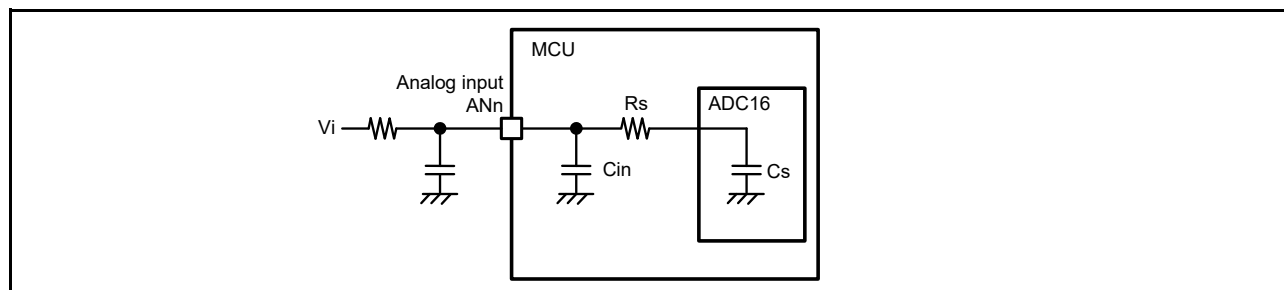 MCU
Analog input
ANn
Rs
ADC16
Vi
Cin
Cs